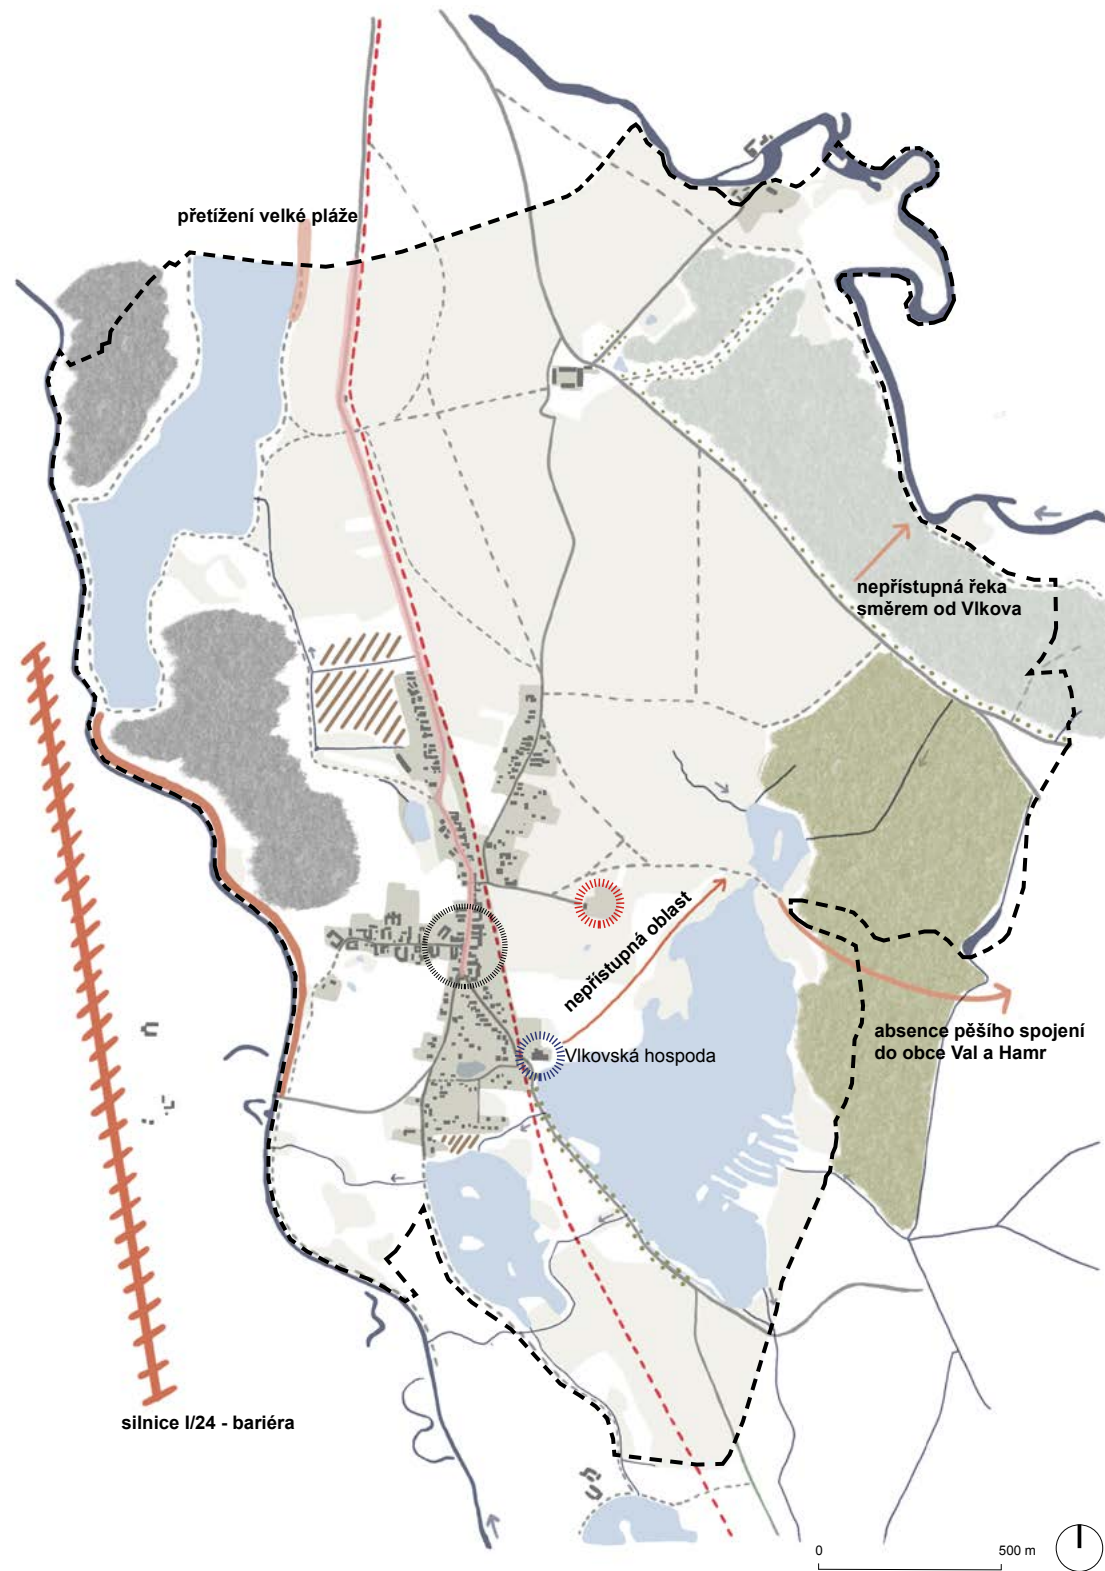 přetížení velké pláže
nepřístupná řeka
směrem od Vlkova
nepřístupná oblast
absence pěšího spojení
do obce Val a Hamr
Vlkovská hospoda
silnice I/24 - bariéra
0 500 m